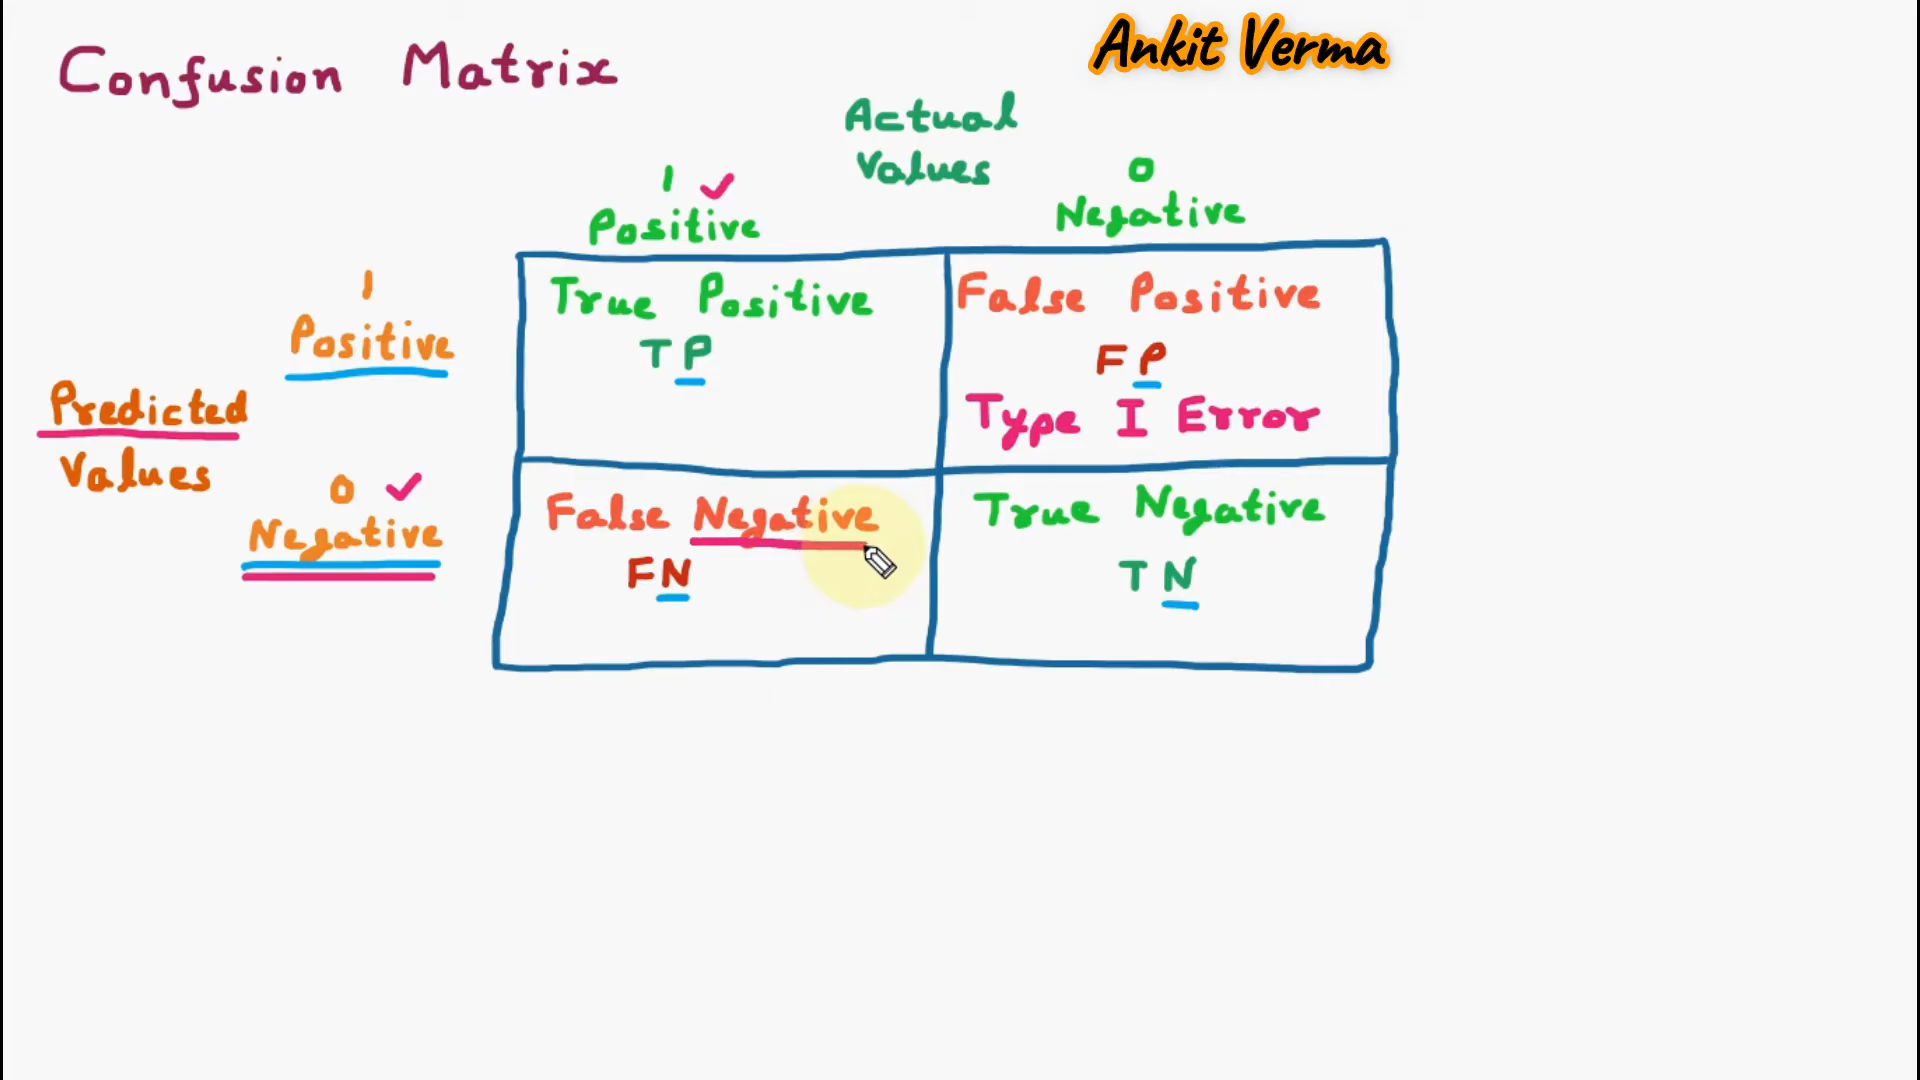 Confusion Matrix
Ankit Verma
Actual
Values
1
Positive
0
Negative
1
Positive
Predicted
Values
0
Negative
True Positive
TP
False Positive
FP
Type I Error
False Negative
FN
True Negative
TN